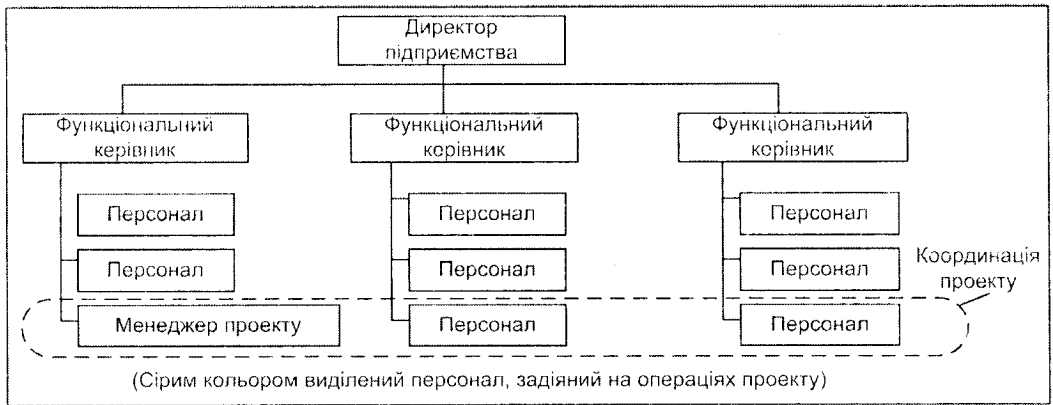 Директор
підприємства
Функціональний
керівник
Функціональний
керівник
Функціональний
керівник
Персонал
Персонал
Персонал
Персонал
Персонал
Персонал
Координація
проекту
Менеджер проекту
Персонал
Персонал
(Сірим кольором виділений персонал, задіяний на операціях проекту)